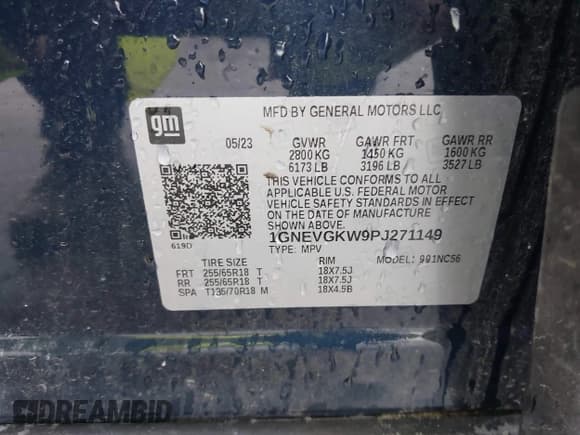 gm
MFD BY GENERAL MOTORS LLC
05/23 GVWR GAWR FRT GAWR RR
2800 KG 1450 KG 1600 KG
6173 LB 3196 LB 3527 LB
THIS VEHICLE CONFORMS TO ALL
APPLICABLE U.S. FEDERAL MOTOR
VEHICLE SAFETY STANDARDS IN EFFECT
ON THE DATE OF MANUFACTURE
SHOWN ABOVE.
1GNEVGKW9PJ271149
619D
TYPE: MPV MODEL: 991NC56
TIRE SIZE RIM
FRT 255/65R18 T 18X7.5J
RR 255/65R18 T 18X7.5J
SPA T135/70R18 M 18X4.5B
DREAMBID